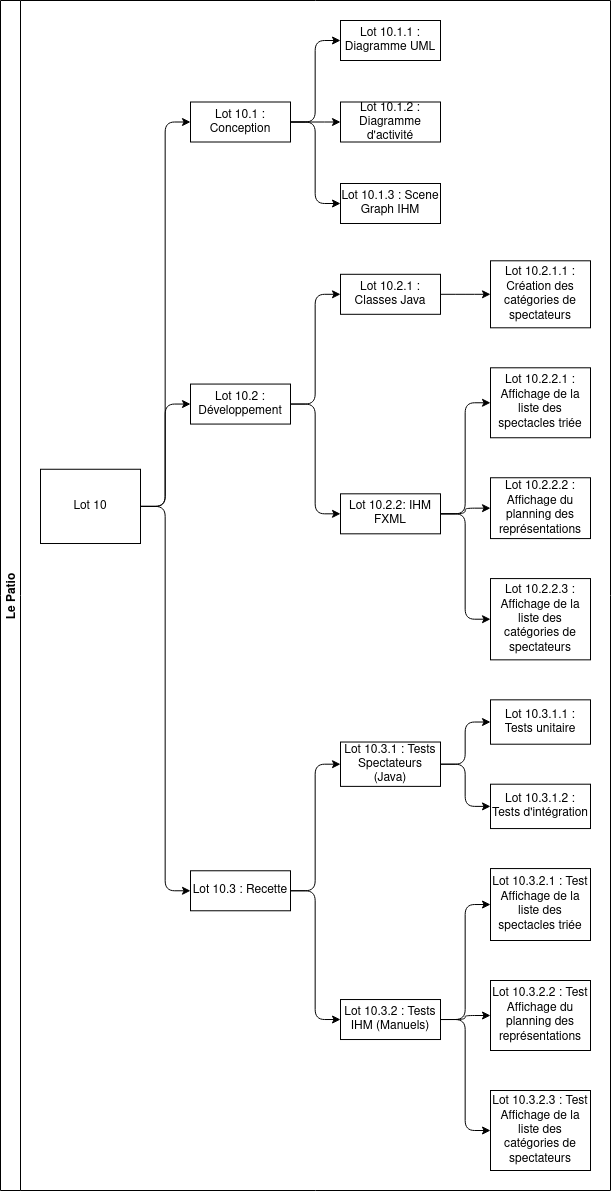 Le Patio
Lot 10
Lot 10.1 :
Conception
Lot 10.1.1 :
Diagramme UML
Lot 10.1.2 :
Diagramme
d'activité
Lot 10.1.3 : Scene
Graph IHM
Lot 10.2 :
Développement
Lot 10.2.1 :
Classes Java
Lot 10.2.1.1 :
Création des
catégories de
spectateurs
Lot 10.2.2: IHM
FXML
Lot 10.2.2.1 :
Affichage de la
liste des
spectacles triée
Lot 10.2.2.2 :
Affichage du
planning des
représentations
Lot 10.2.2.3 :
Affichage de la
liste des
catégories de
spectateurs
Lot 10.3 : Recette
Lot 10.3.1 : Tests
Spectateurs
(Java)
Lot 10.3.1.1 :
Tests unitaire
Lot 10.3.1.2 :
Tests d'intégration
Lot 10.3.2 : Tests
IHM (Manuels)
Lot 10.3.2.1 : Test
Affichage de la
liste des
spectacles triée
Lot 10.3.2.2 : Test
Affichage du
planning des
représentations
Lot 10.3.2.3 : Test
Affichage de la
liste des
catégories de
spectateurs